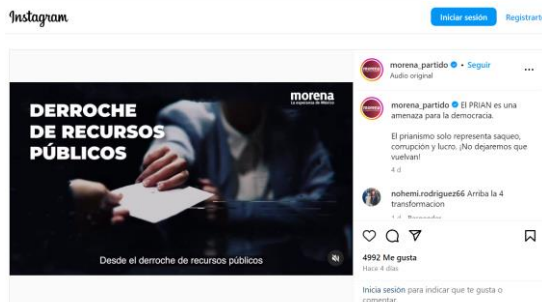 Instagram
Iniciar sesión
Registrarte
morena_partido • Seguir
Audio original
morena
La esperanza de México
DERROCHE
DE RECURSOS
PÚBLICOS
Desde el derroche de recursos públicos
morena_partido El PRIAN es una
amenaza para la democracia.
El prianismo solo representa saqueo,
corrupción y lucro. ¡No dejaremos que
vuelvan!
4 d
nohemi.rodriguez66 Arriba la 4
transformacion
4992 Me gusta
Hace 4 días
Inicia sesión para indicar que te gusta o
comentar.